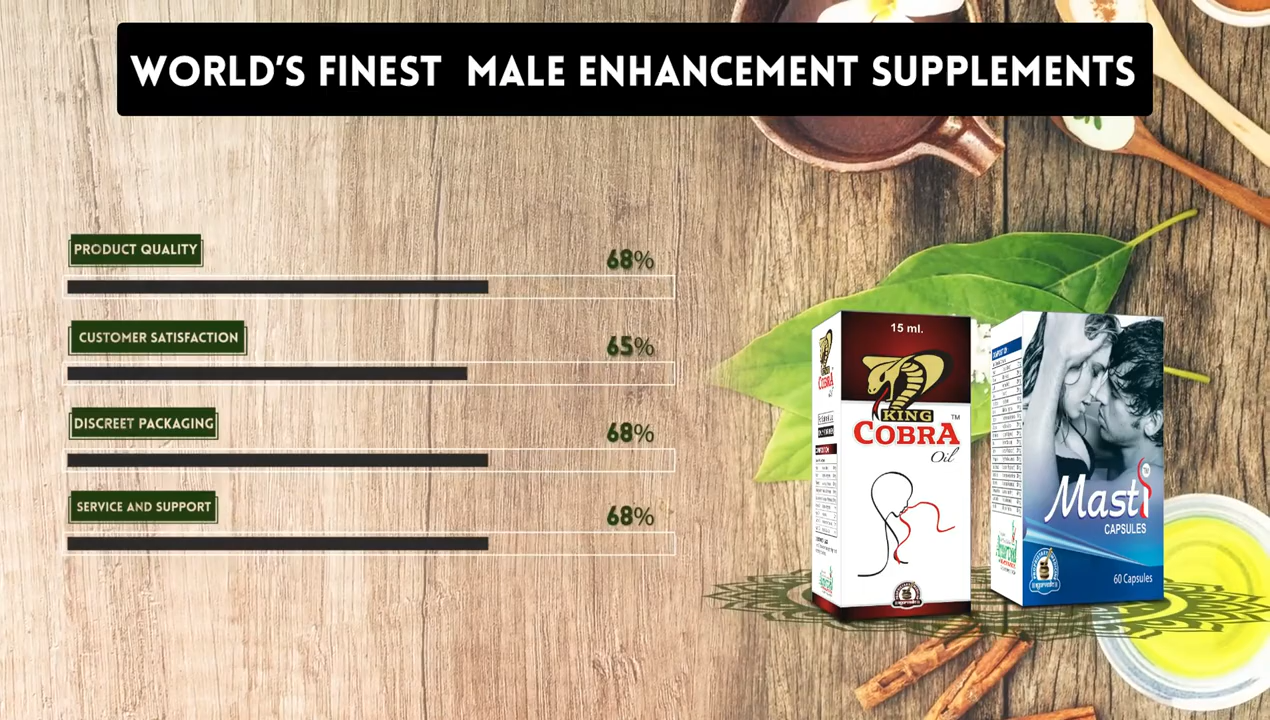 WORLD'S FINEST MALE ENHANCEMENT SUPPLEMENTS
PRODUCT QUALITY
68%
CUSTOMER SATISFACTION
65%
DISCREET PACKAGING
68%
SERVICE AND SUPPORT
68%
15 ml.
KING
COBRA
TM
Oil
Masti
CAPSULES
60 Capsules